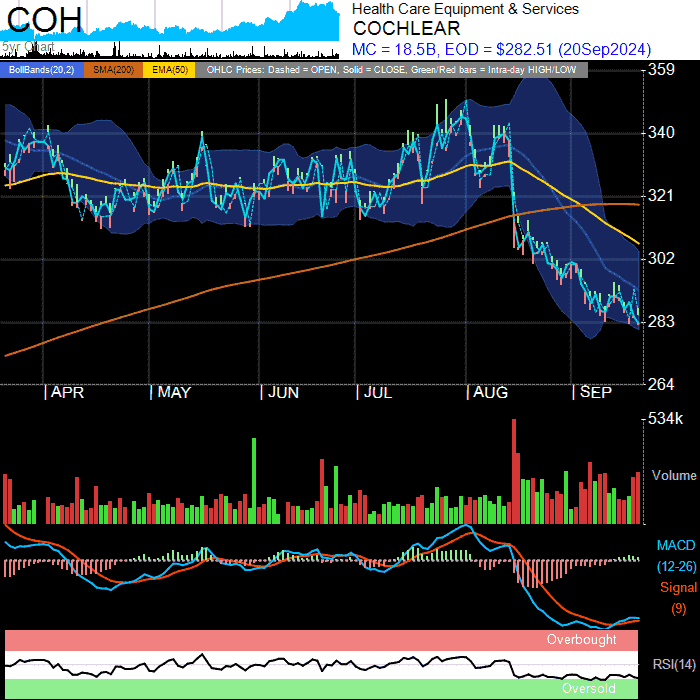 COH
5yr Chart
Health Care Equipment & Services
COCHLEAR
MC = 18.5B, EOD = $282.51 (20Sep2024)
BollBands(20,2) SMA(200) EMA(50) OHLC Prices: Dashed = OPEN, Solid = CLOSE, Green/Red bars = Intra-day HIGH/LOW
359
340
321
302
283
264
APR MAY JUN JUL AUG SEP
534k
Volume
MACD
(12-26)
Signal
(9)
Overbought
RSI(14)
Oversold